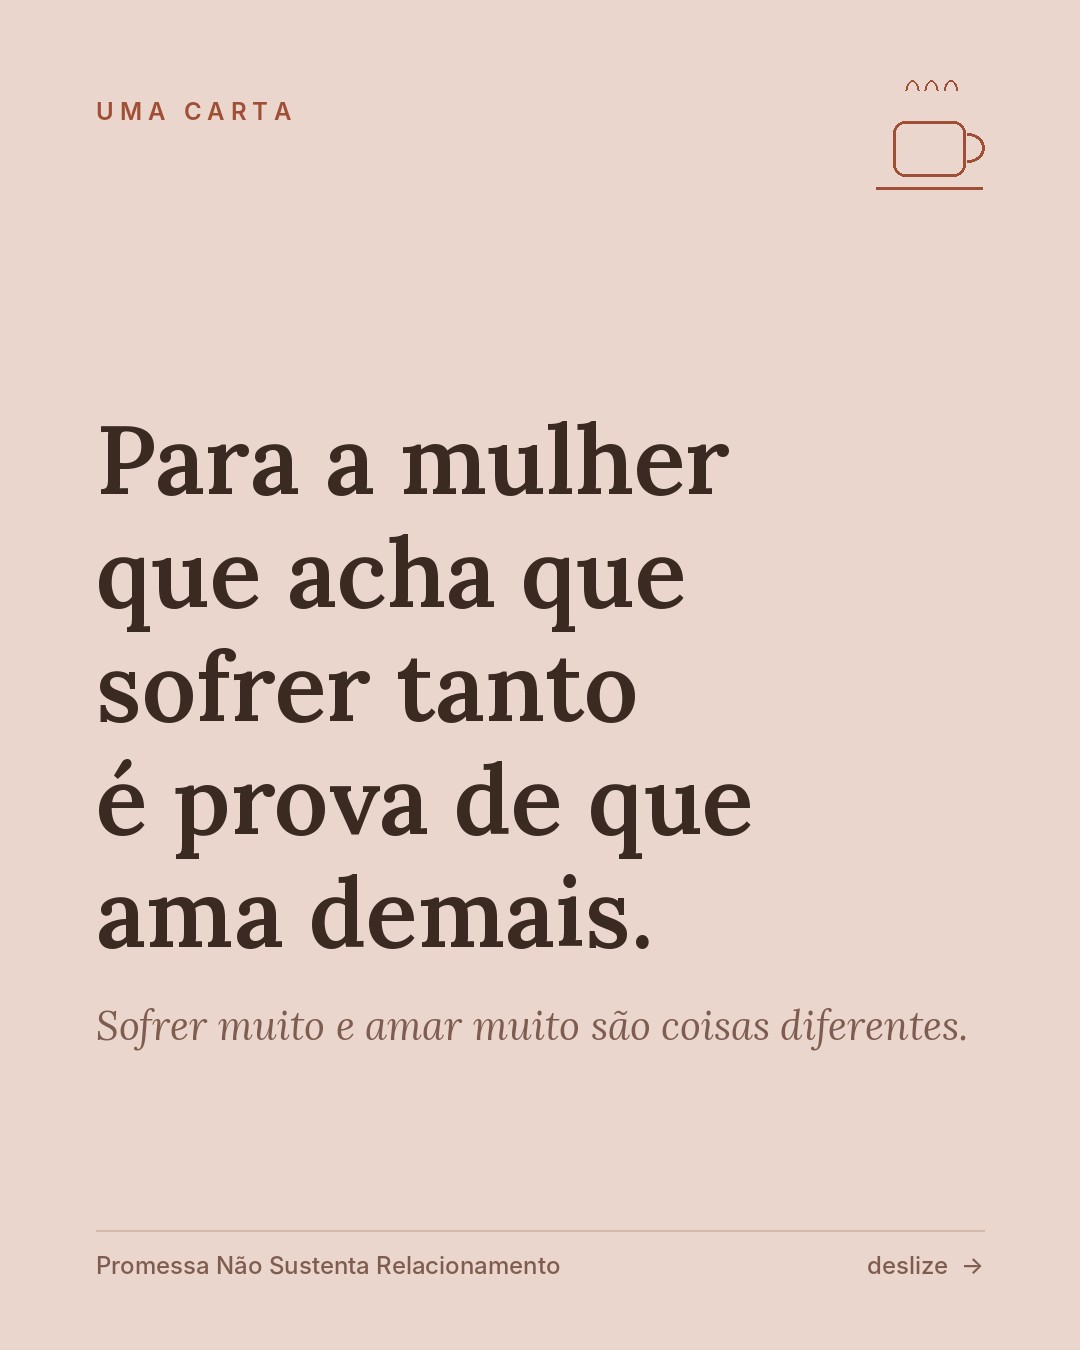 UMA CARTA
Para a mulher
que acha que
sofrer tanto
é prova de que
ama demais.
Sofrer muito e amar muito são coisas diferentes.
Promessa Não Sustenta Relacionamento
deslize →